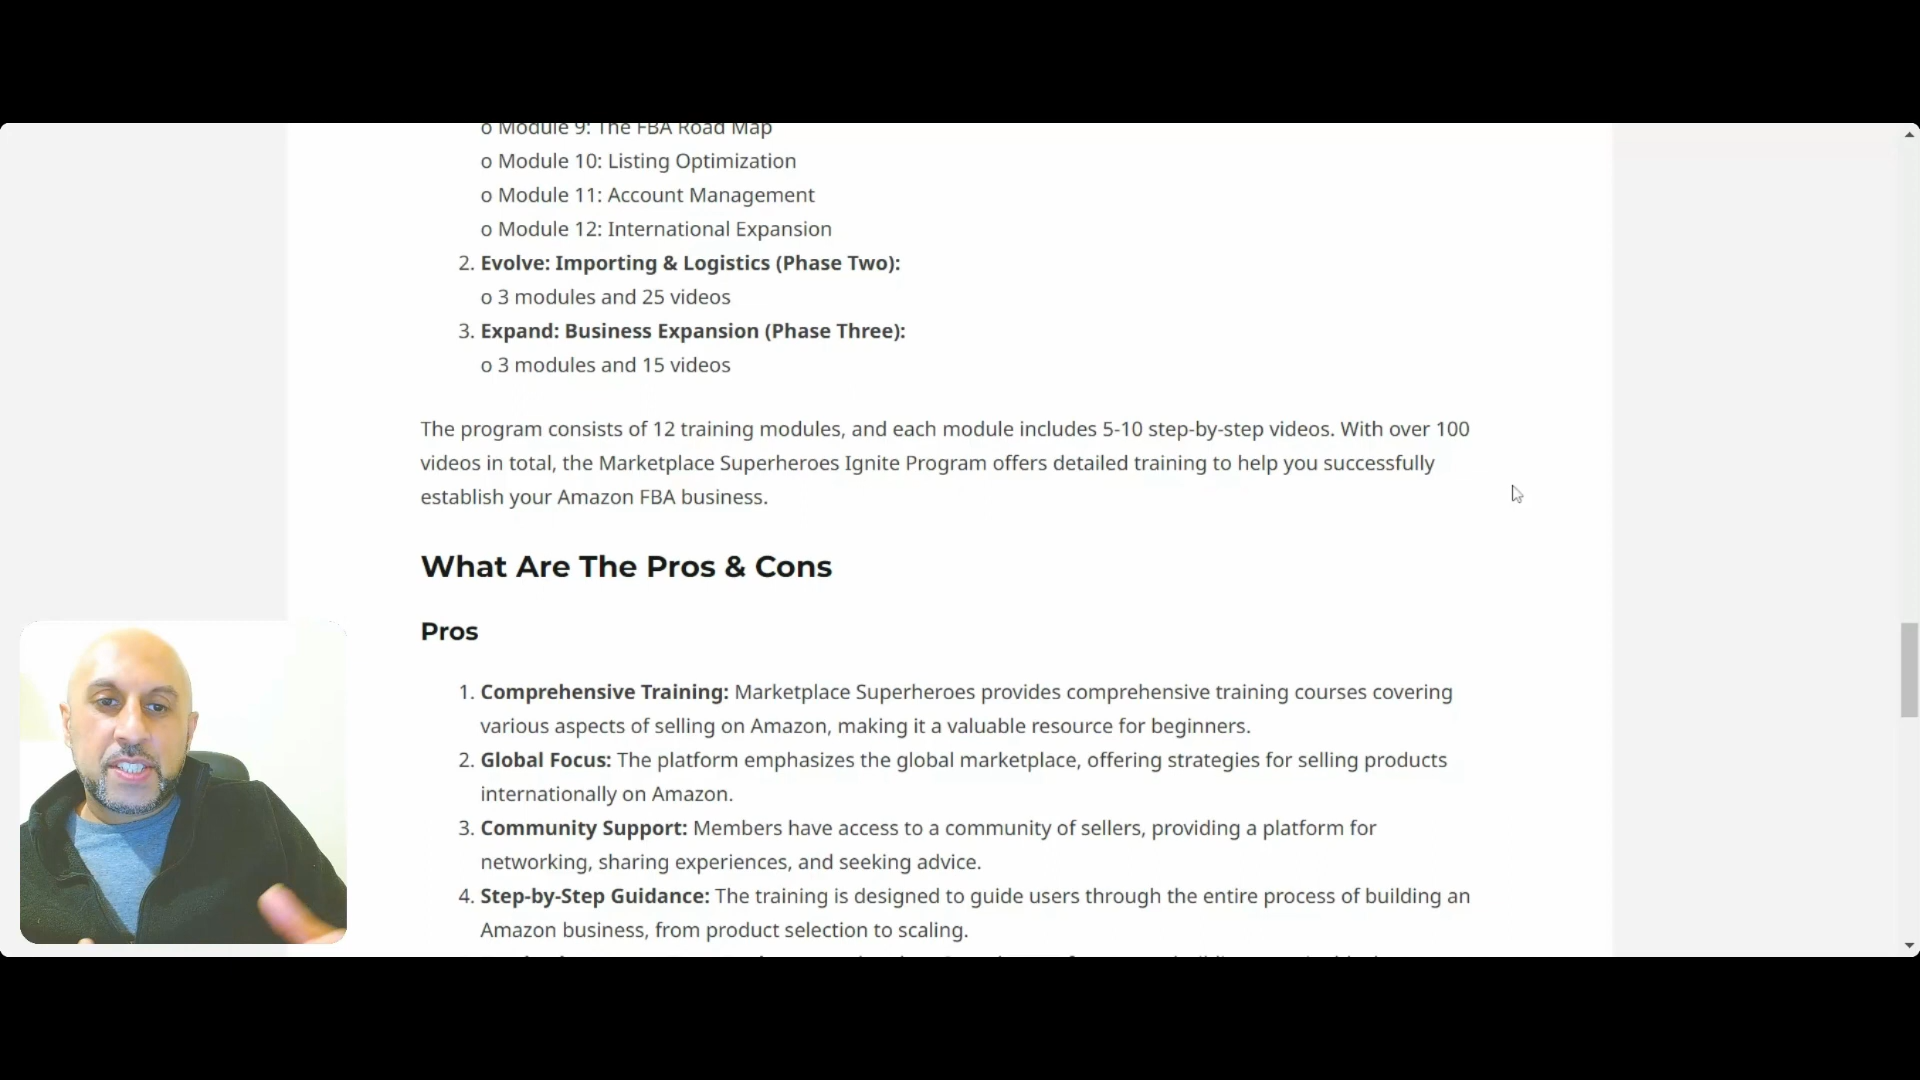 o Module 9: The FBA Road Map
o Module 10: Listing Optimization
o Module 11: Account Management
o Module 12: International Expansion
2. Evolve: Importing & Logistics (Phase Two):
o 3 modules and 25 videos
3. Expand: Business Expansion (Phase Three):
o 3 modules and 15 videos
The program consists of 12 training modules, and each module includes 5-10 step-by-step videos. With over 100
videos in total, the Marketplace Superheroes Ignite Program offers detailed training to help you successfully
establish your Amazon FBA business.
What Are The Pros & Cons
Pros
1. Comprehensive Training: Marketplace Superheroes provides comprehensive training courses covering
various aspects of selling on Amazon, making it a valuable resource for beginners.
2. Global Focus: The platform emphasizes the global marketplace, offering strategies for selling products
internationally on Amazon.
3. Community Support: Members have access to a community of sellers, providing a platform for
networking, sharing experiences, and seeking advice.
4. Step-by-Step Guidance: The training is designed to guide users through the entire process of building an
Amazon business, from product selection to scaling.